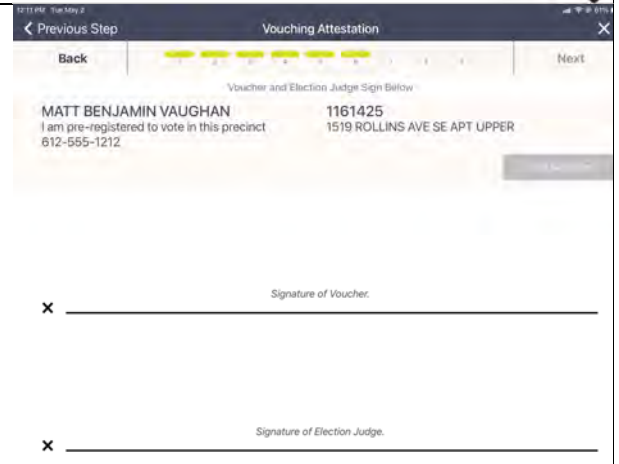 12:11 PM Tue May 2
61%
Previous Step
Vouching Attestation
Back
Next
Voucher and Election Judge Sign Below
MATT BENJAMIN VAUGHAN
1161425
I am pre-registered to vote in this precinct
1519 ROLLINS AVE SE APT UPPER
612-555-1212
Signature of Voucher.
×
Signature of Election Judge.
×